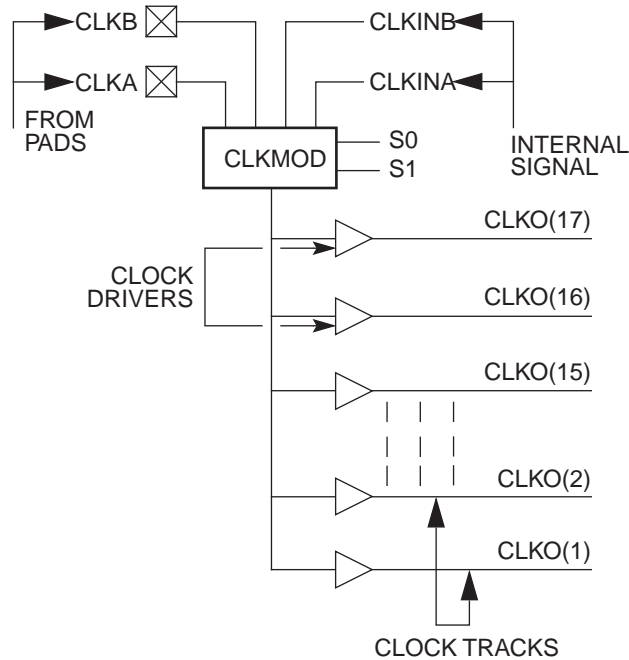 CLKB
CLKINB
CLKA
CLKINA
FROM
PADS
CLKMOD
S0
S1
INTERNAL
SIGNAL
CLKO(17)
CLOCK
DRIVERS
CLKO(16)
CLKO(15)
CLKO(2)
CLKO(1)
CLOCK TRACKS